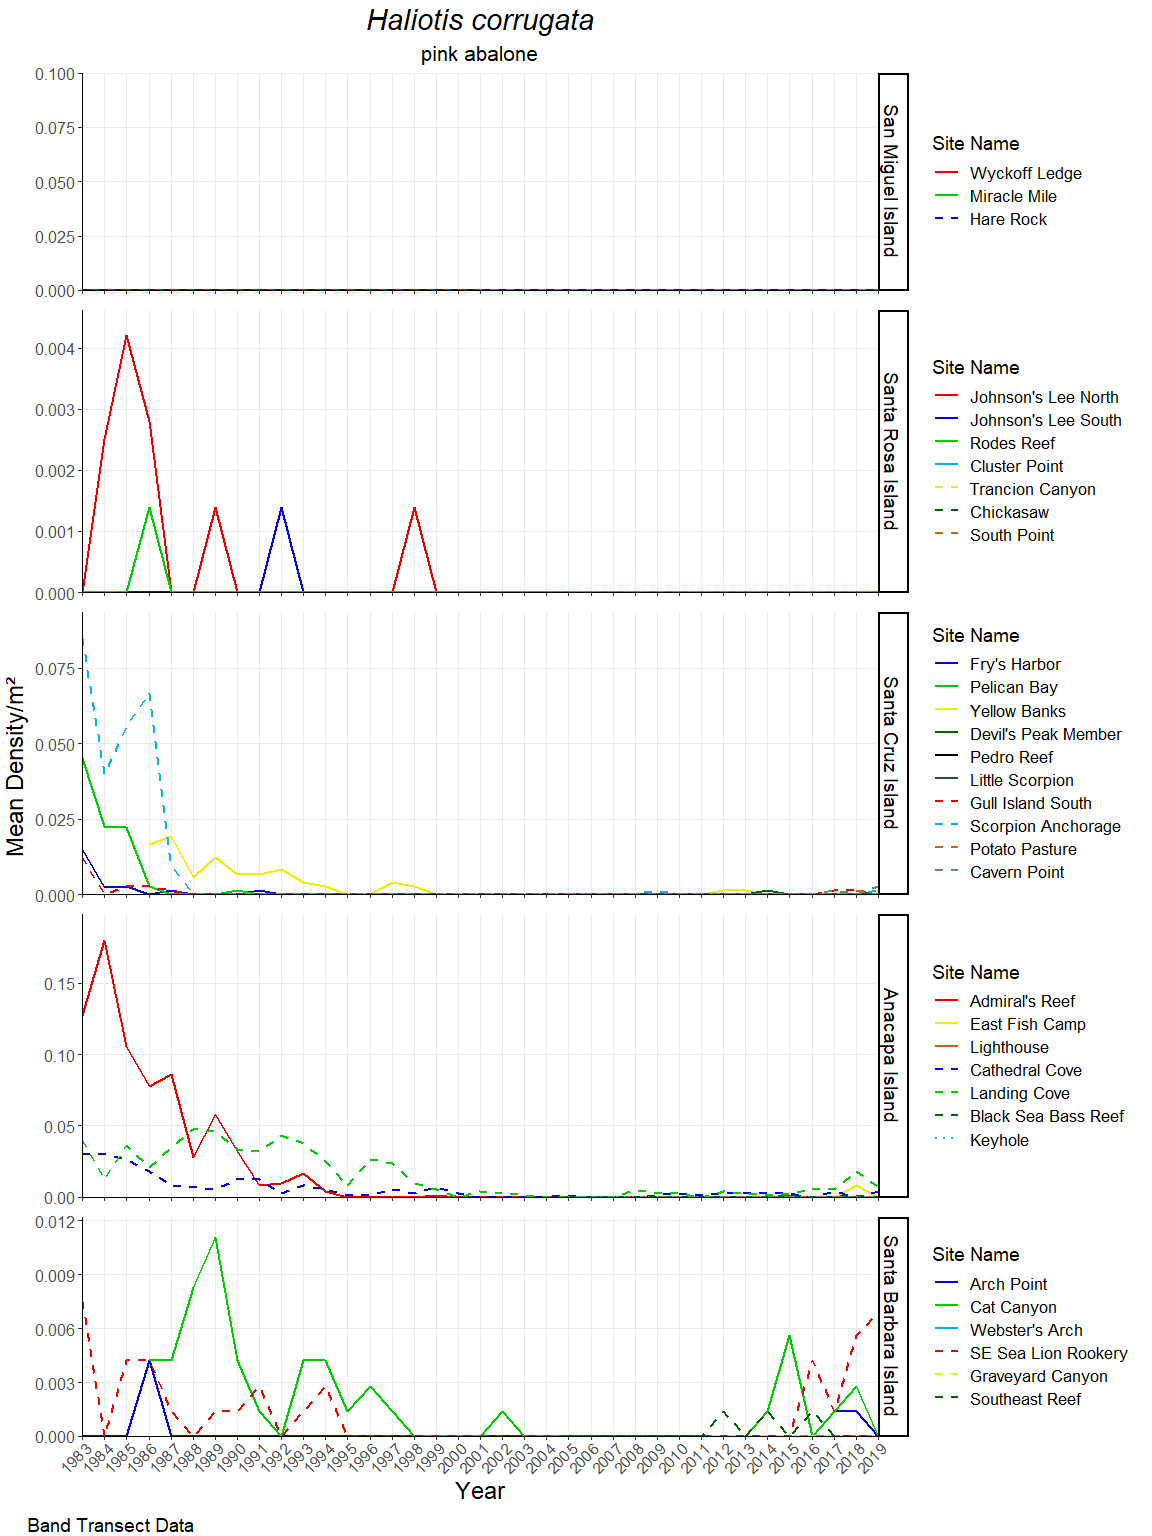 Haliotis corrugata
pink abalone
Mean Density/m²
0.100
0.075
0.050
0.025
0.000
San Miguel Island
Site Name
Wyckoff Ledge
Miracle Mile
Hare Rock
0.004
0.003
0.002
0.001
0.000
Santa Rosa Island
Site Name
Johnson's Lee North
Johnson's Lee South
Rodes Reef
Cluster Point
Trancion Canyon
Chickasaw
South Point
0.075
0.050
0.025
0.000
Santa Cruz Island
Site Name
Fry's Harbor
Pelican Bay
Yellow Banks
Devil's Peak Member
Pedro Reef
Little Scorpion
Gull Island South
Scorpion Anchorage
Potato Pasture
Cavern Point
0.15
0.10
0.05
0.00
Anacapa Island
Site Name
Admiral's Reef
East Fish Camp
Lighthouse
Cathedral Cove
Landing Cove
Black Sea Bass Reef
Keyhole
0.012
0.009
0.006
0.003
0.000
Santa Barbara Island
Site Name
Arch Point
Cat Canyon
Webster's Arch
SE Sea Lion Rookery
Graveyard Canyon
Southeast Reef
1983 1984 1985 1986 1987 1988 1989 1990 1991 1992 1993 1994 1995 1996 1997 1998 1999 2000 2001 2002 2003 2004 2005 2006 2007 2008 2009 2010 2011 2012 2013 2014 2015 2016 2017 2018 2019
Year
Band Transect Data